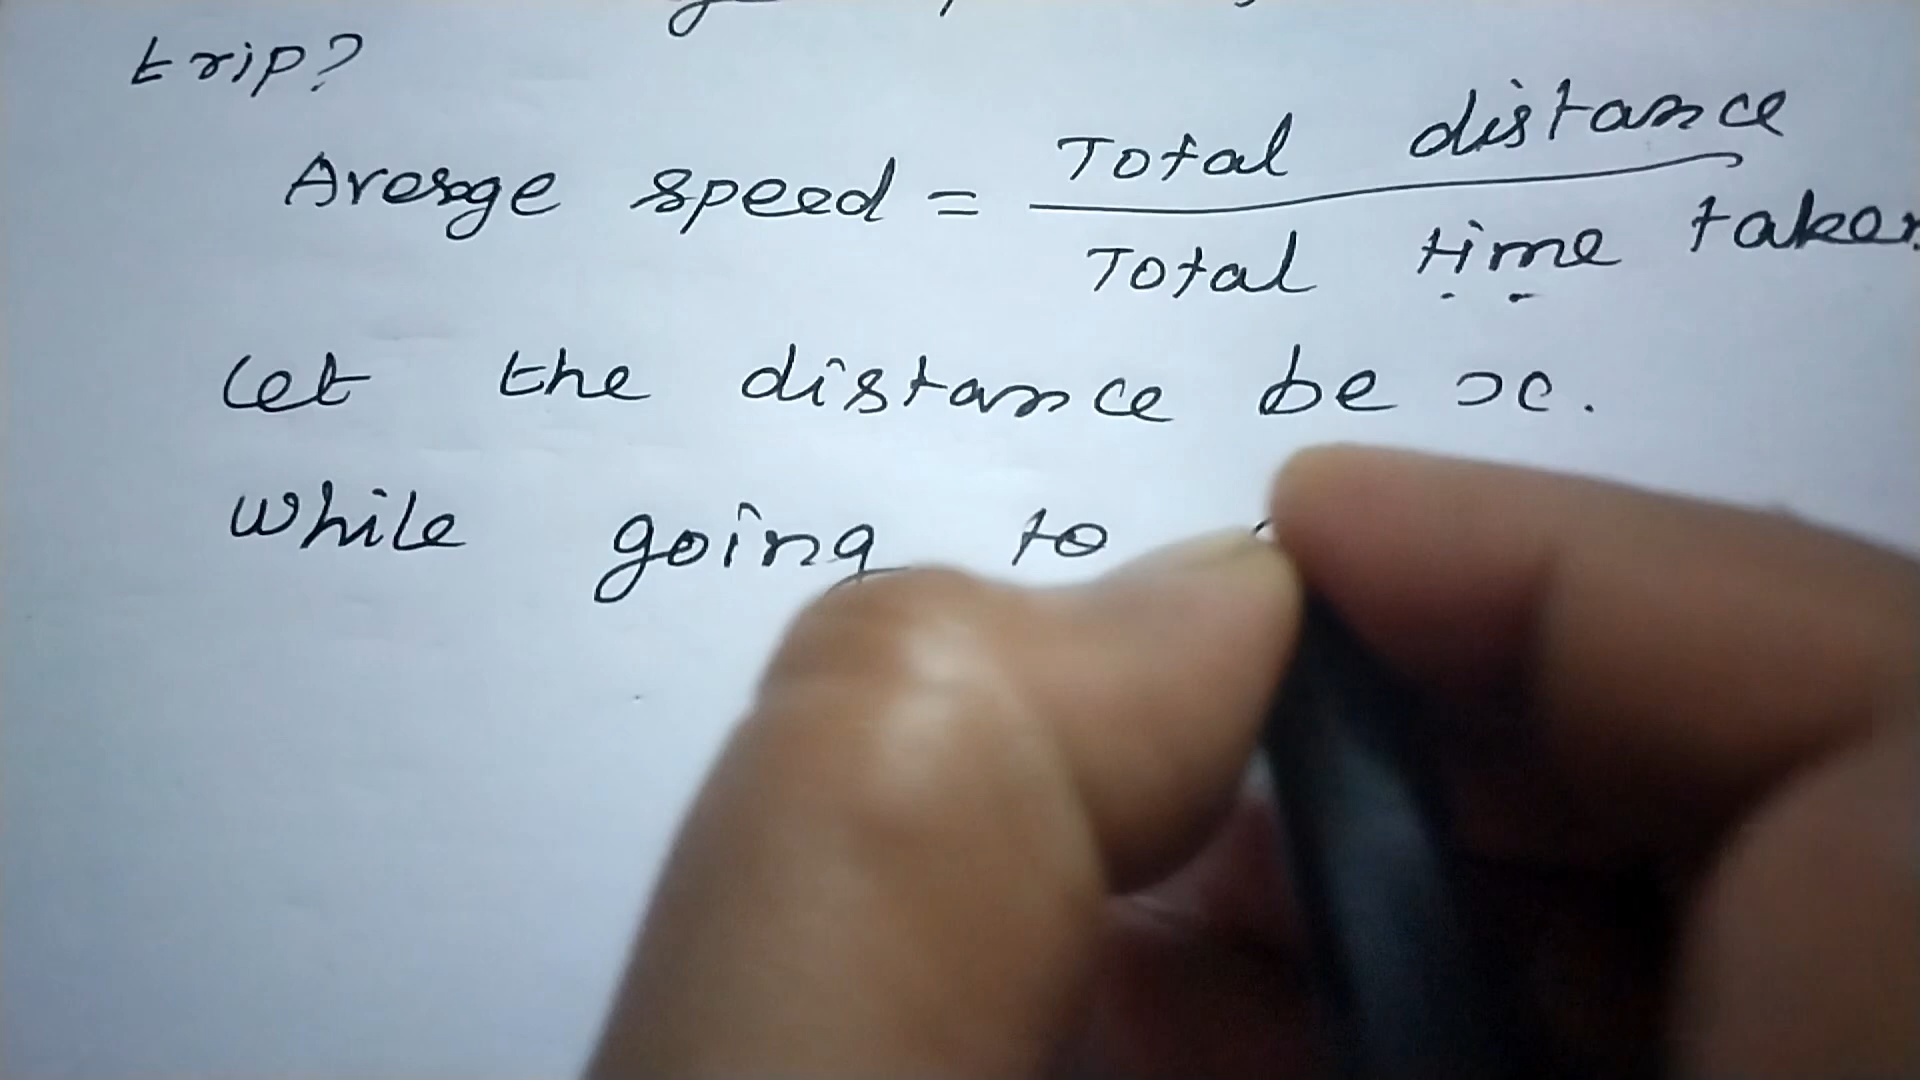 trip?
Average speed = Total distance
Total time taken
Let the distance be x.
While going to